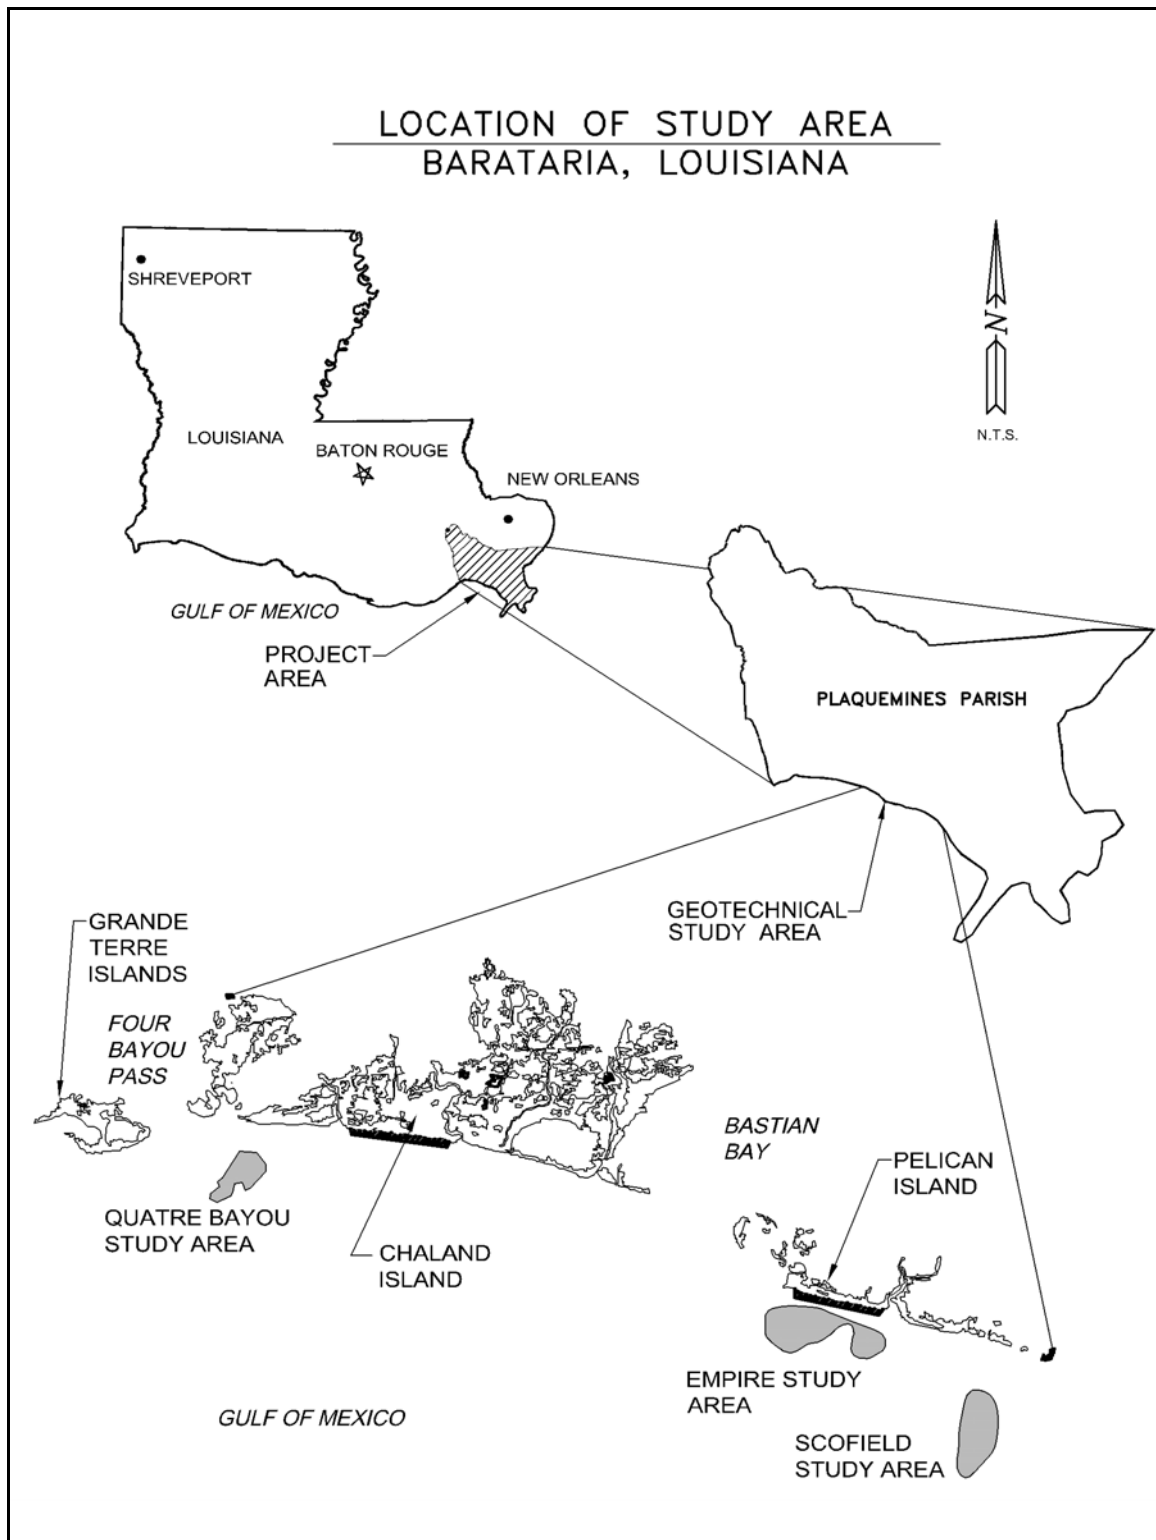 LOCATION OF STUDY AREA
BARATARIA, LOUISIANA
SHREVEPORT
N
N.T.S.
LOUISIANA
BATON ROUGE
NEW ORLEANS
GULF OF MEXICO
PROJECT
AREA
PLAQUEMINES PARISH
GEOTECHNICAL
STUDY AREA
GRANDE
TERRE
ISLANDS
FOUR
BAYOU
PASS
BASTIAN
BAY
PELICAN
ISLAND
QUATRE BAYOU
STUDY AREA
CHALAND
ISLAND
EMPIRE STUDY
AREA
GULF OF MEXICO
SCOFIELD
STUDY AREA